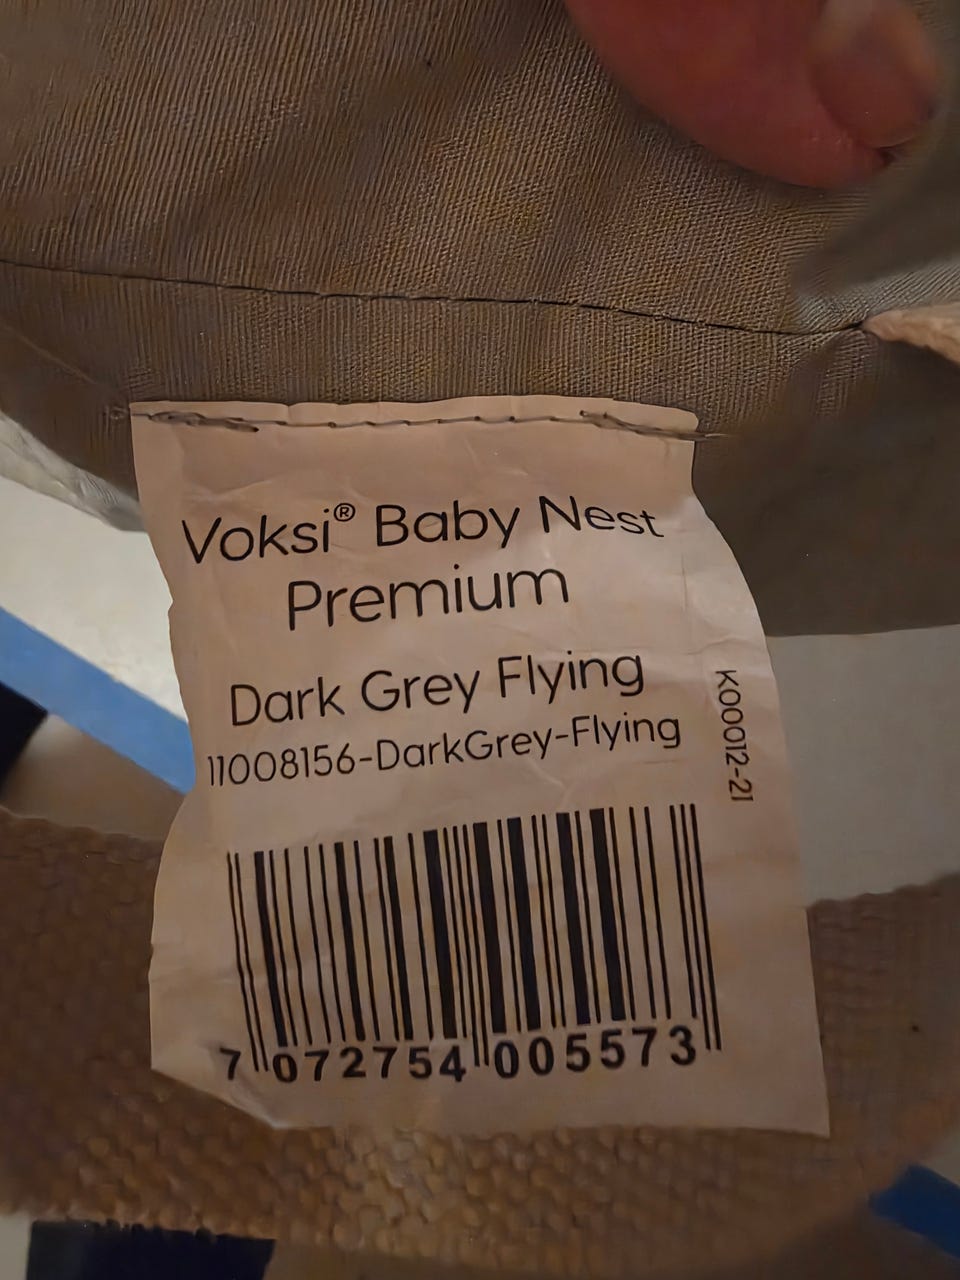 Voksi® Baby Nest
Premium
Dark Grey Flying
11008156-DarkGrey-Flying
K00012-21
7 072754 005573